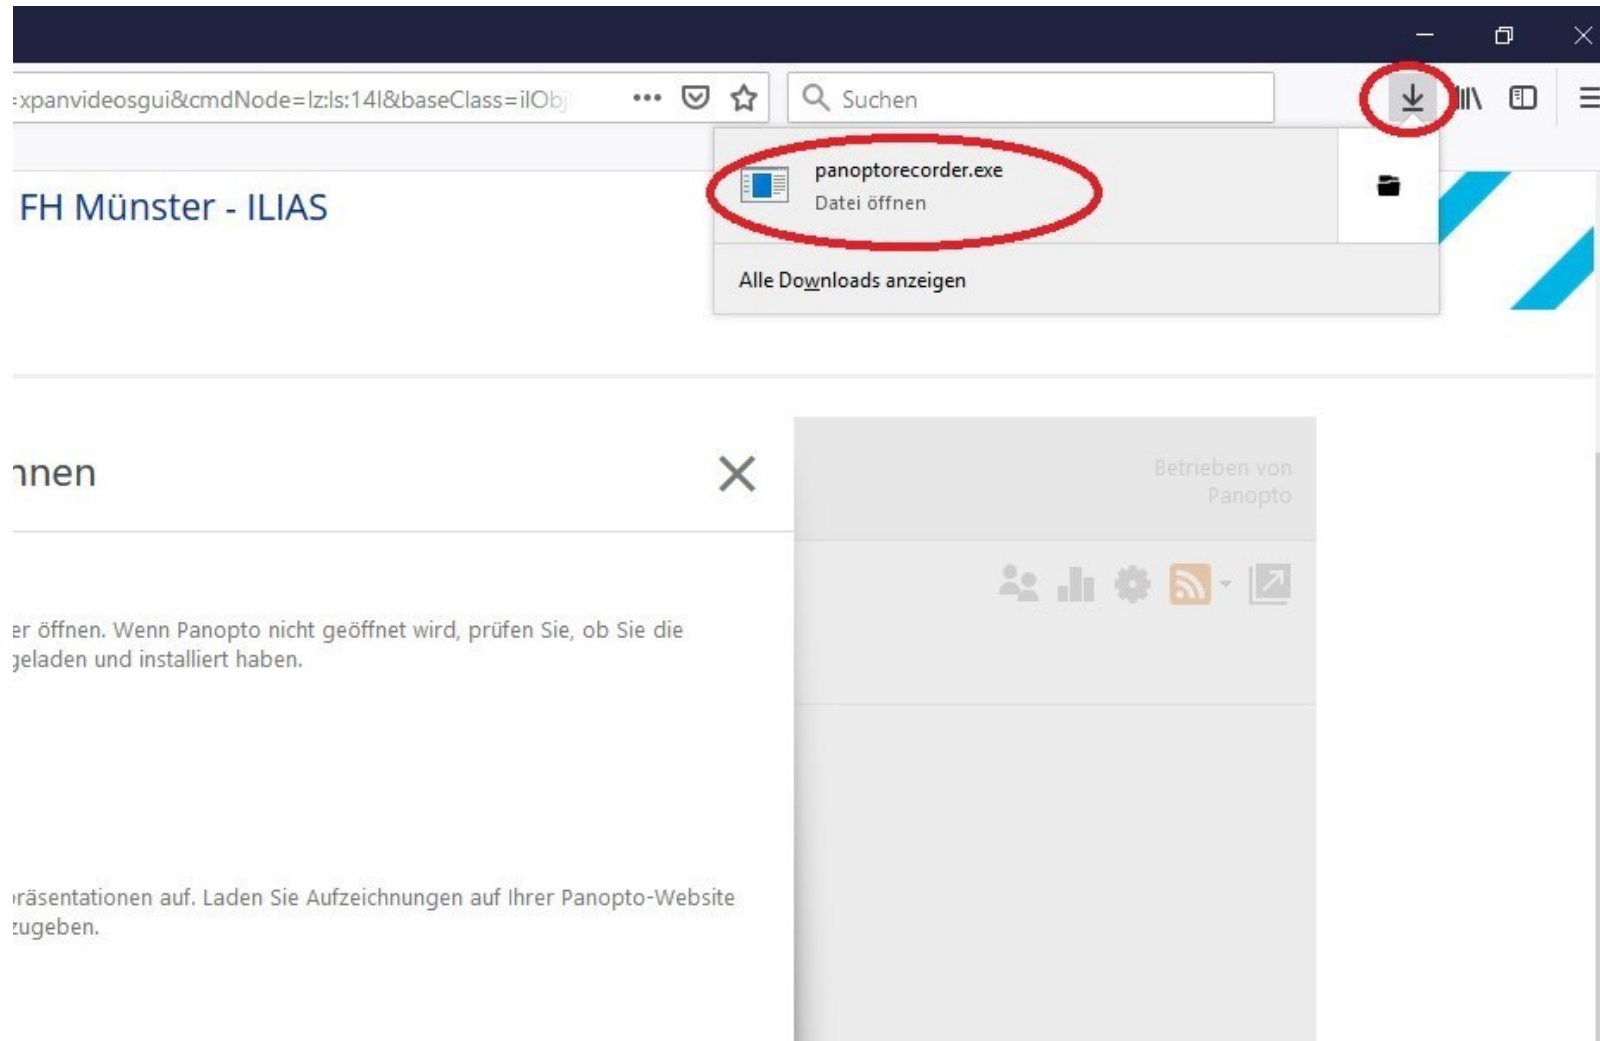 =xpanvideosgui&cmdNode=lz:ls:14l&baseClass=ilObj
Suchen
panoptorecorder.exe
Datei öffnen
Alle Downloads anzeigen
FH Münster - ILIAS
nnen
Betrieben von
Panopto
er öffnen. Wenn Panopto nicht geöffnet wird, prüfen Sie, ob Sie die
geladen und installiert haben.
räsentationen auf. Laden Sie Aufzeichnungen auf Ihrer Panopto-Website
zugeben.